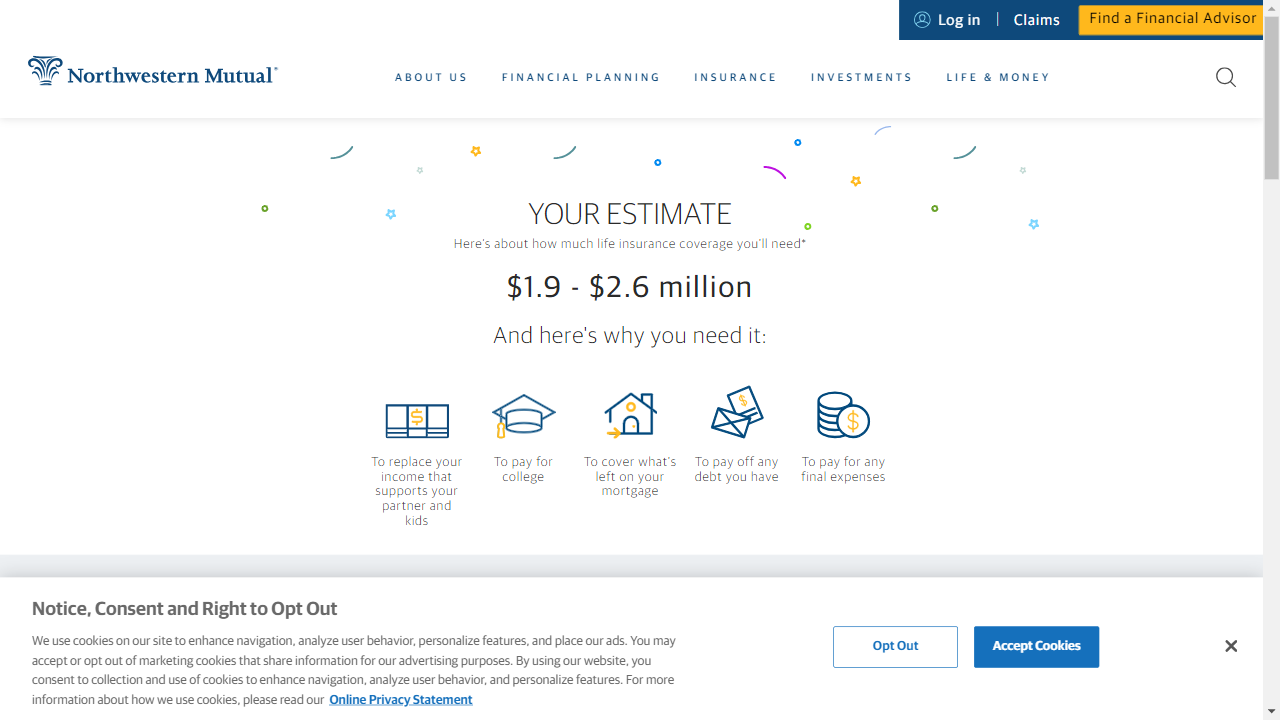 Log in | Claims Find a Financial Advisor
Northwestern Mutual®
ABOUT US FINANCIAL PLANNING INSURANCE INVESTMENTS LIFE & MONEY
YOUR ESTIMATE
Here's about how much life insurance coverage you'll need*
$1.9 - $2.6 million
And here's why you need it:
To replace your
income that
supports your
partner and
kids
To pay for
college
To cover what's
left on your
mortgage
To pay off any
debt you have
To pay for any
final expenses
Notice, Consent and Right to Opt Out
We use cookies on our site to enhance navigation, analyze user behavior, personalize features, and place our ads. You may
accept or opt out of marketing cookies that share information for our advertising purposes. By using our website, you
consent to collection and use of cookies to enhance navigation, analyze user behavior, and personalize features. For more
information about how we use cookies, please read our Online Privacy Statement
Opt Out
Accept Cookies